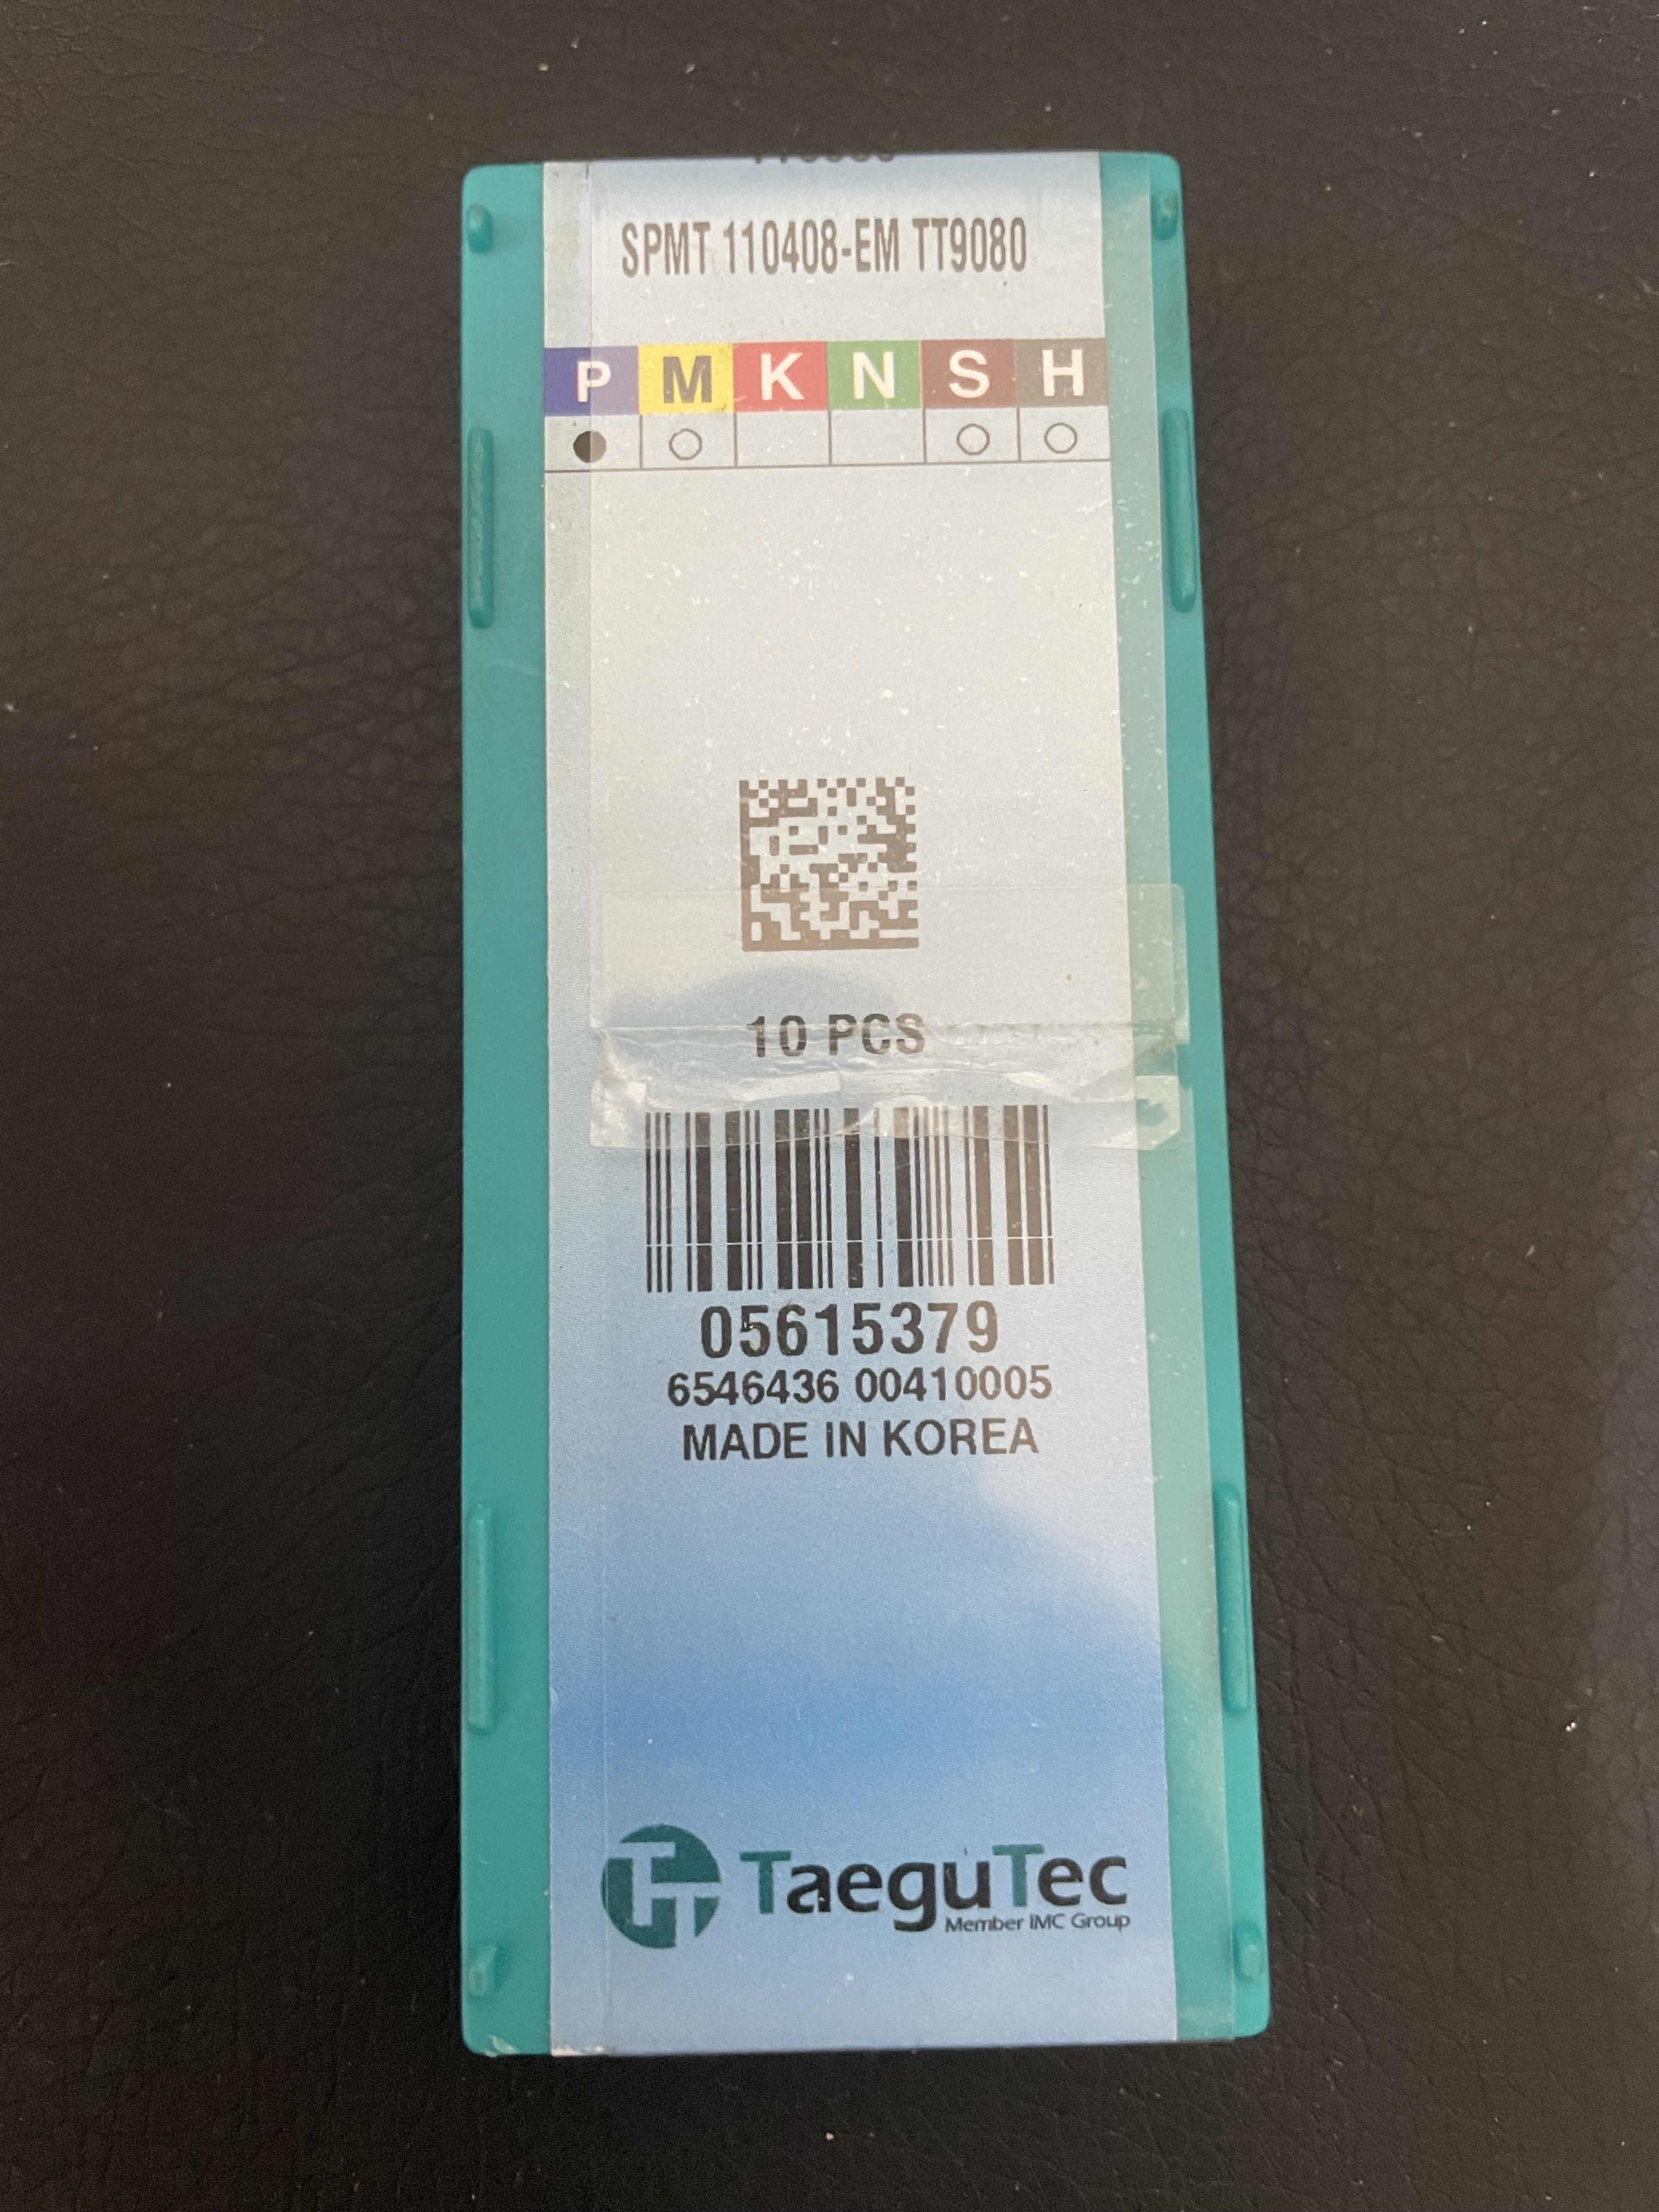 SPMT 110408-EM TT9080
P M K N S H
10 PCS
05615379
6546436 00410005
MADE IN KOREA
TaeguTec
Member IMC Group